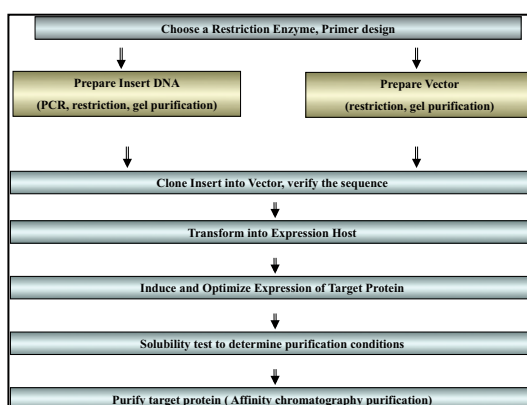 Choose a Restriction Enzyme, Primer design
Prepare Insert DNA
(PCR, restriction, gel purification)
Prepare Vector
(restriction, gel purification)
Clone Insert into Vector, verify the sequence
Transform into Expression Host
Induce and Optimize Expression of Target Protein
Solubility test to determine purification conditions
Purify target protein ( Affinity chromatography purification)